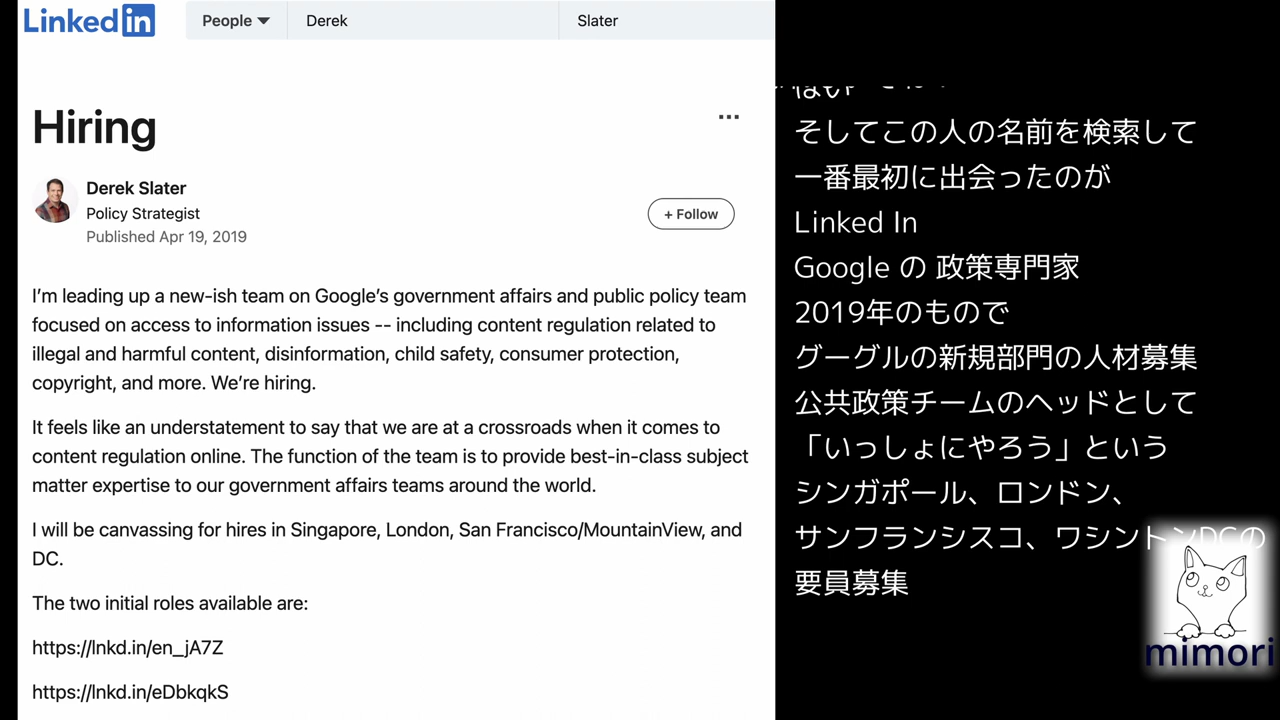 LinkedIn
People
Derek
Slater
Hiring
...
Derek Slater
Policy Strategist
Published Apr 19, 2019
+ Follow
I'm leading up a new-ish team on Google's government affairs and public policy team
focused on access to information issues -- including content regulation related to
illegal and harmful content, disinformation, child safety, consumer protection,
copyright, and more. We're hiring.
It feels like an understatement to say that we are at a crossroads when it comes to
content regulation online. The function of the team is to provide best-in-class subject
matter expertise to our government affairs teams around the world.
I will be canvassing for hires in Singapore, London, San Francisco/MountainView, and
DC.
The two initial roles available are:
https://lnkd.in/en_jA7Z
https://lnkd.in/eDbkqkS
そしてこの人の名前を検索して
一番最初に出会ったのが
Linked In
Google の 政策専門家
2019年のもので
グーグルの新規部門の人材募集
公共政策チームのヘッドとして
「いっしょにやろう」という
シンガポール、ロンドン、
サンフランシスコ、ワシントンDCの
要員募集
mimori